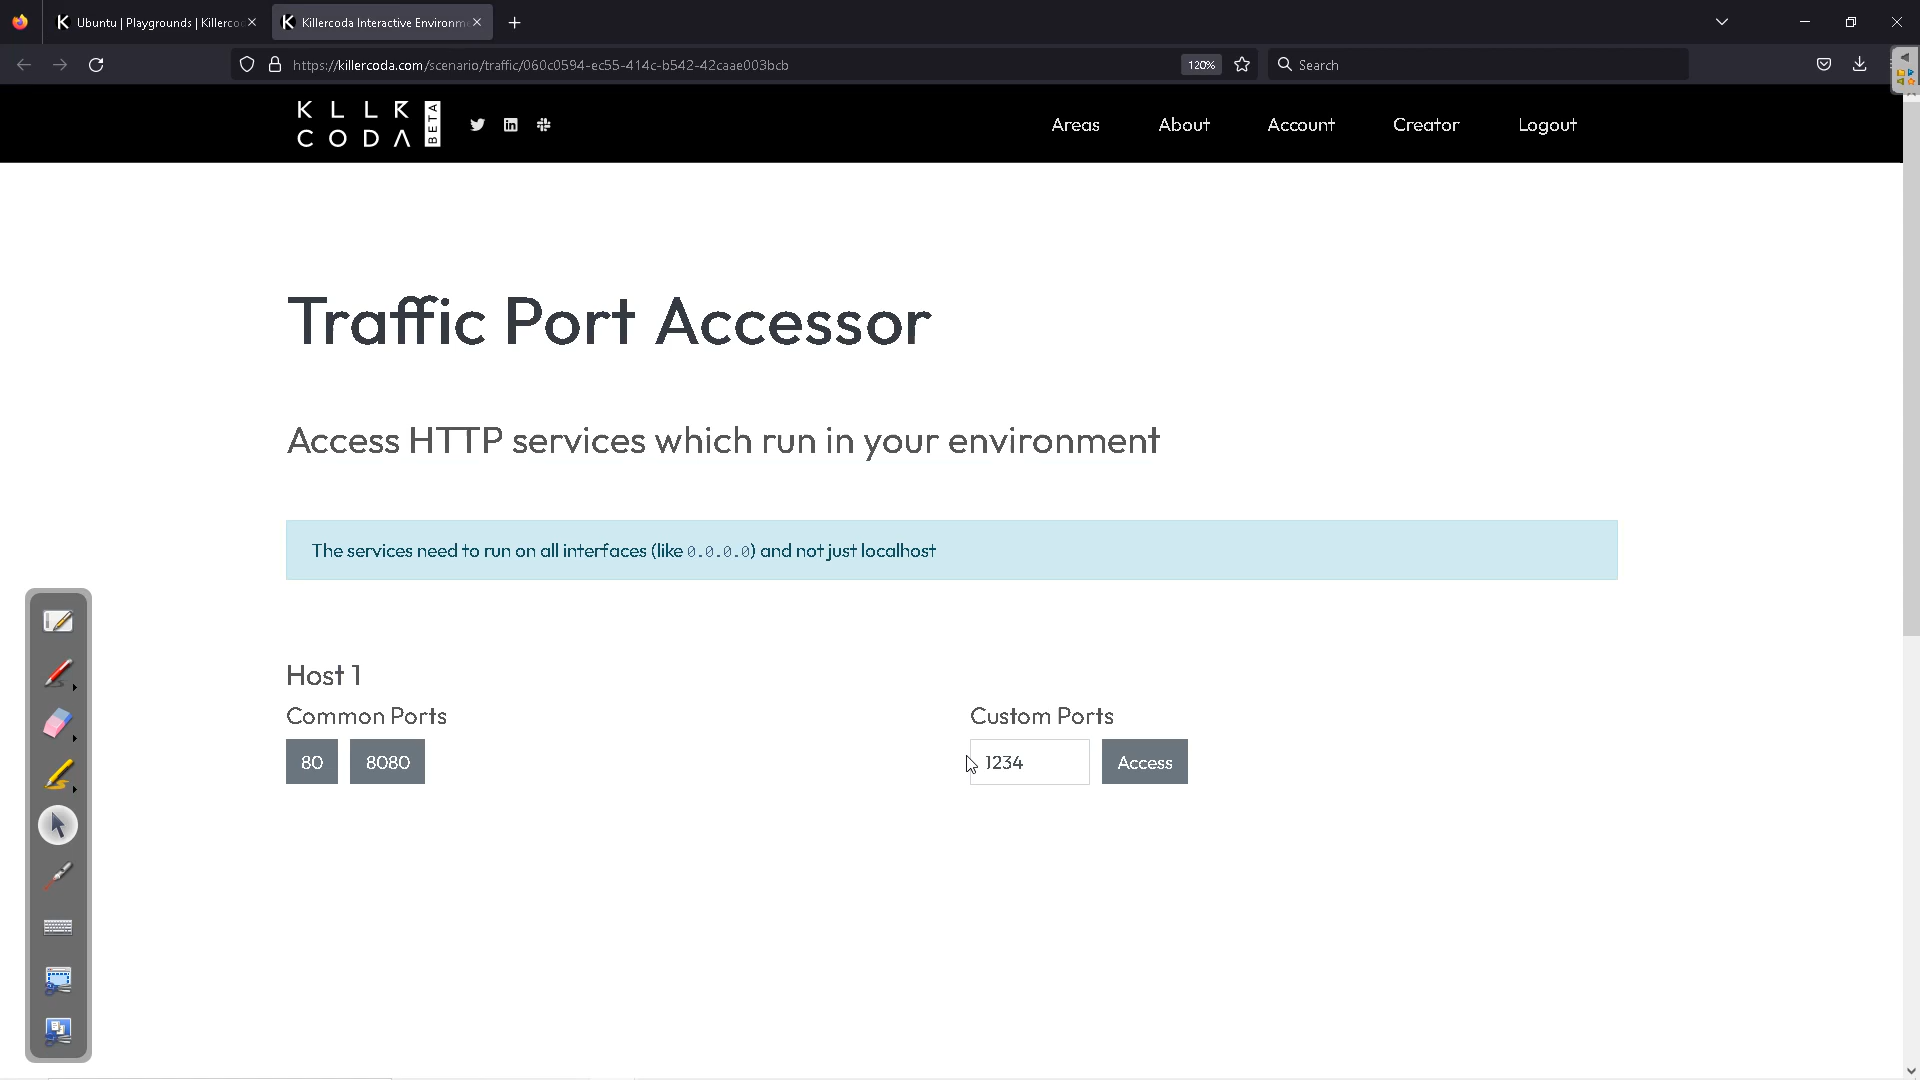 Ubuntu | Playgrounds | Killerco
Killercoda Interactive Environm
https://killercoda.com/scenario/traffic/060c0594-ec55-414c-b542-42caae003bcb
120%
Search
KLLR
CODA
BETA
Areas
About
Account
Creator
Logout
Traffic Port Accessor
Access HTTP services which run in your environment
The services need to run on all interfaces (like 0.0.0.0) and not just localhost
Host 1
Common Ports
80
8080
Custom Ports
1234
Access